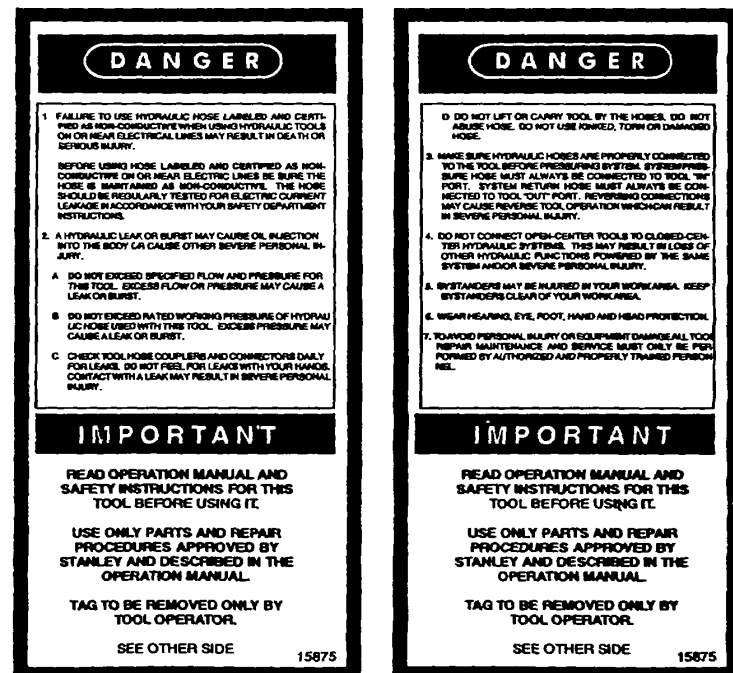 DANGER
1. FAILURE TO USE HYDRAULIC HOSE LABELED AND CERTI-
FIED AS NON-CONDUCTIVE WHEN USING HYDRAULIC TOOLS
ON OR NEAR ELECTRICAL LINES MAY RESULT IN DEATH OR
SERIOUS INJURY.
BEFORE USING HOSE LABELED AND CERTIFIED AS NON-
CONDUCTIVE ON OR NEAR ELECTRIC LINES BE SURE THE
HOSE IS MAINTAINED AS NON-CONDUCTIVE. THE HOSE
SHOULD BE REGULARLY TESTED FOR ELECTRIC CURRENT
LEAKAGE IN ACCORDANCE WITH YOUR SAFETY DEPARTMENT
INSTRUCTIONS.
2. A HYDRAULIC LEAK OR BURST MAY CAUSE OIL INJECTION
INTO THE BODY OR CAUSE OTHER SEVERE PERSONAL IN-
JURY.
A DO NOT EXCEED SPECIFIED FLOW AND PRESSURE FOR
THIS TOOL. EXCESS FLOW OR PRESSURE MAY CAUSE A
LEAK OR BURST.
B DO NOT EXCEED RATED WORKING PRESSURE OF HYDRAU
LIC HOSE USED WITH THIS TOOL. EXCESS PRESSURE MAY
CAUSE A LEAK OR BURST.
C CHECK TOOL HOSE COUPLERS AND CONNECTORS DAILY
FOR LEAKS. DO NOT FEEL FOR LEAKS WITH YOUR HANDS.
CONTACT WITH A LEAK MAY RESULT IN SEVERE PERSONAL
INJURY.
IMPORTANT
READ OPERATION MANUAL AND
SAFETY INSTRUCTIONS FOR THIS
TOOL BEFORE USING IT.
USE ONLY PARTS AND REPAIR
PROCEDURES APPROVED BY
STANLEY AND DESCRIBED IN THE
OPERATION MANUAL.
TAG TO BE REMOVED ONLY BY
TOOL OPERATOR.
SEE OTHER SIDE
15875
DANGER
D DO NOT LIFT OR CARRY TOOL BY THE HOSES. DO NOT
ABUSE HOSE. DO NOT USE KINKED, TORN OR DAMAGED
HOSE.
3. MAKE SURE HYDRAULIC HOSES ARE PROPERLY CONNECTED
TO THE TOOL BEFORE PRESSURING SYSTEM. SYSTEM PRES-
SURE HOSE MUST ALWAYS BE CONNECTED TO TOOL "IN"
PORT. SYSTEM RETURN HOSE MUST ALWAYS BE CON-
NECTED TO TOOL "OUT" PORT. REVERSING CONNECTIONS
MAY CAUSE REVERSE TOOL OPERATION WHICH CAN RESULT
IN SEVERE PERSONAL INJURY.
4. DO NOT CONNECT OPEN-CENTER TOOLS TO CLOSED-CEN-
TER HYDRAULIC SYSTEMS. THIS MAY RESULT IN LOSS OF
OTHER HYDRAULIC FUNCTIONS POWERED BY THE SAME
SYSTEM AND/OR SEVERE PERSONAL INJURY.
5. BYSTANDERS MAY BE INJURED IN YOUR WORK AREA. KEEP
BYSTANDERS CLEAR OF YOUR WORK AREA.
6. WEAR HEARING, EYE, FOOT, HAND AND HEAD PROTECTION.
7. TO AVOID PERSONAL INJURY OR EQUIPMENT DAMAGE ALL TOOL
REPAIR MAINTENANCE AND SERVICE MUST ONLY BE PER-
FORMED BY AUTHORIZED AND PROPERLY TRAINED PERSON
NEL.
IMPORTANT
READ OPERATION MANUAL AND
SAFETY INSTRUCTIONS FOR THIS
TOOL BEFORE USING IT.
USE ONLY PARTS AND REPAIR
PROCEDURES APPROVED BY
STANLEY AND DESCRIBED IN THE
OPERATION MANUAL.
TAG TO BE REMOVED ONLY BY
TOOL OPERATOR.
SEE OTHER SIDE
15875